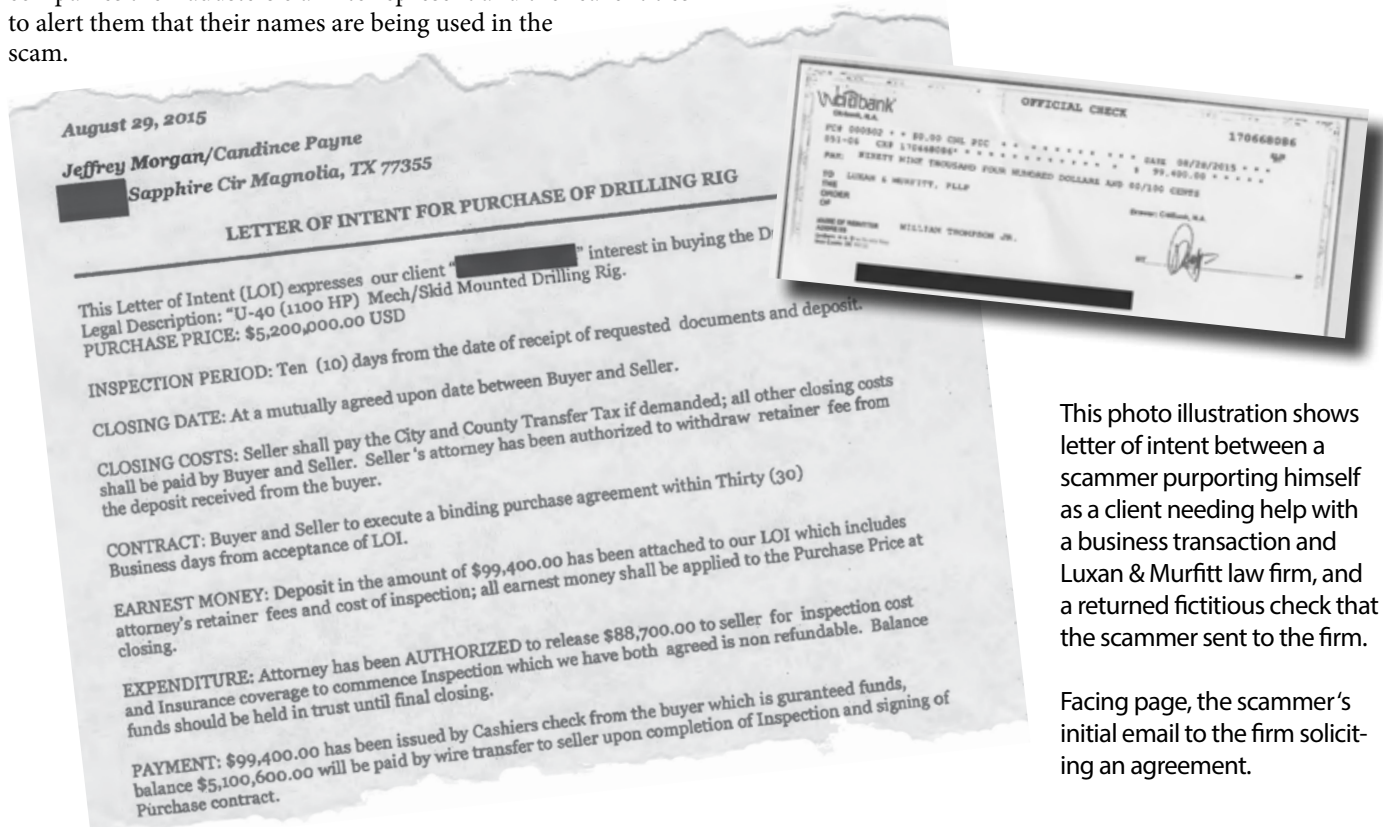 to alert them that their names are being used in the
scam.
August 29, 2015
Jeffrey Morgan/Candince Payne
Sapphire Cir Magnolia, TX 77355
LETTER OF INTENT FOR PURCHASE OF DRILLING RIG
This Letter of Intent (LOI) expresses our client “ ” interest in buying the
Legal Description: “U-40 (1100 HP) Mech/Skid Mounted Drilling Rig.
PURCHASE PRICE: $5,200,000.00 USD
INSPECTION PERIOD: Ten (10) days from the date of receipt of requested documents and deposit.
CLOSING DATE: At a mutually agreed upon date between Buyer and Seller.
CLOSING COSTS: Seller shall pay the City and County Transfer Tax if demanded; all other closing costs
shall be paid by Buyer and Seller. Seller's attorney has been authorized to withdraw retainer fee from
the deposit received from the buyer.
CONTRACT: Buyer and Seller to execute a binding purchase agreement within Thirty (30)
Business days from acceptance of LOI.
EARNEST MONEY: Deposit in the amount of $99,400.00 has been attached to our LOI which includes
attorney's retainer fees and cost of inspection; all earnest money shall be applied to the Purchase Price at
closing.
EXPENDITURE: Attorney has been AUTHORIZED to release $88,700.00 to seller for inspection cost
and Insurance coverage to commence Inspection which we have both agreed is non refundable. Balance
funds should be held in trust until final closing.
PAYMENT: $99,400.00 has been issued by Cashiers check from the buyer which is guranteed funds,
balance $5,100,600.00 will be paid by wire transfer to seller upon completion of Inspection and signing of
Purchase contract.
OFFICIAL CHECK
170668086
DATE 08/26/2015 * * *
$ 99,400.00 * * * * *
PAY: NINETY NINE THOUSAND FOUR HUNDRED DOLLARS AND 00/100 CENTS
TO LUXAN & MURFITT, PLLP
THE
ORDER
OF
WILLIAN THOMPSON JR.
This photo illustration shows
letter of intent between a
scammer purporting himself
as a client needing help with
a business transaction and
Luxan & Murfitt law firm, and
a returned fictitious check that
the scammer sent to the firm.
Facing page, the scammer's
initial email to the firm solicit-
ing an agreement.